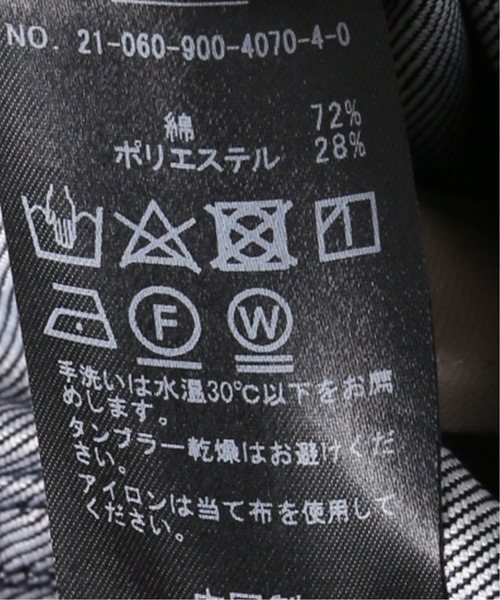 NO. 21-060-900-4070-4-0
綿 72%
ポリエステル 28%
F W
手洗いは水温30℃以下をお薦
めします。
タンブラー乾燥はお避けくだ
さい。
アイロンは当て布を使用して
ください。